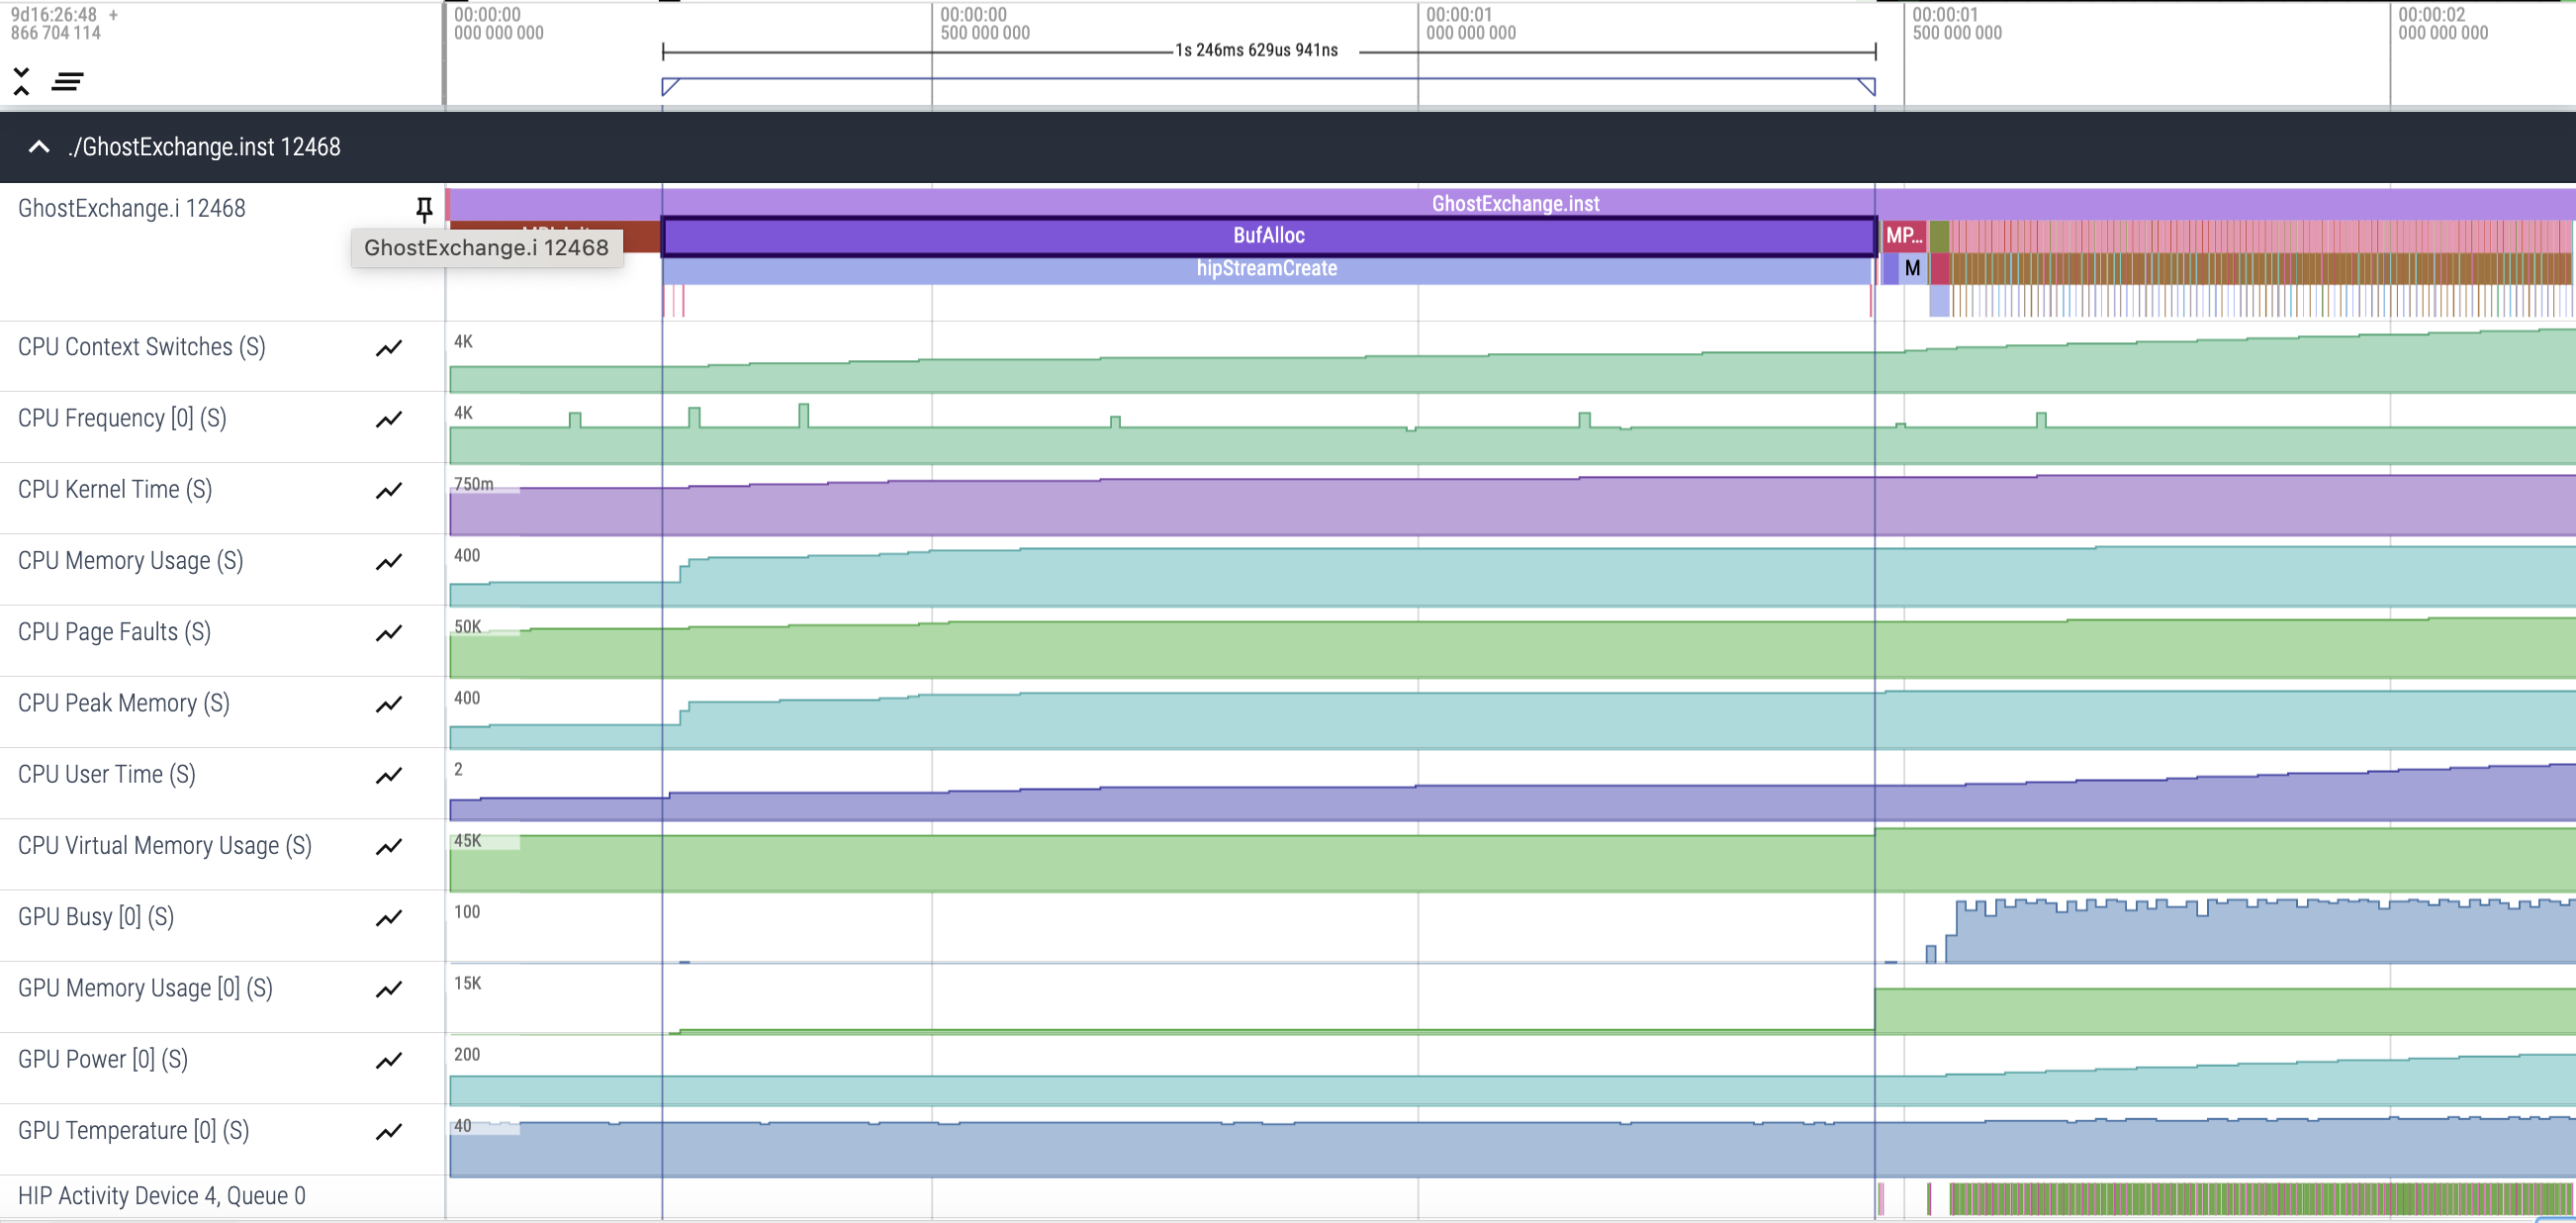 9d16:26:48 +
866 704 114
00:00:00
000 000 000
00:00:00
500 000 000
00:00:01
000 000 000
00:00:01
500 000 000
00:00:02
000 000 000
1s 246ms 629us 941ns
./GhostExchange.inst 12468
GhostExchange.i 12468
GhostExchange.inst
GhostExchange.i 12468
BufAlloc
MP...
hipStreamCreate
M
CPU Context Switches (S)
4K
CPU Frequency [0] (S)
4K
CPU Kernel Time (S)
750m
CPU Memory Usage (S)
400
CPU Page Faults (S)
50K
CPU Peak Memory (S)
400
CPU User Time (S)
2
CPU Virtual Memory Usage (S)
45K
GPU Busy [0] (S)
100
GPU Memory Usage [0] (S)
15K
GPU Power [0] (S)
200
GPU Temperature [0] (S)
40
HIP Activity Device 4, Queue 0